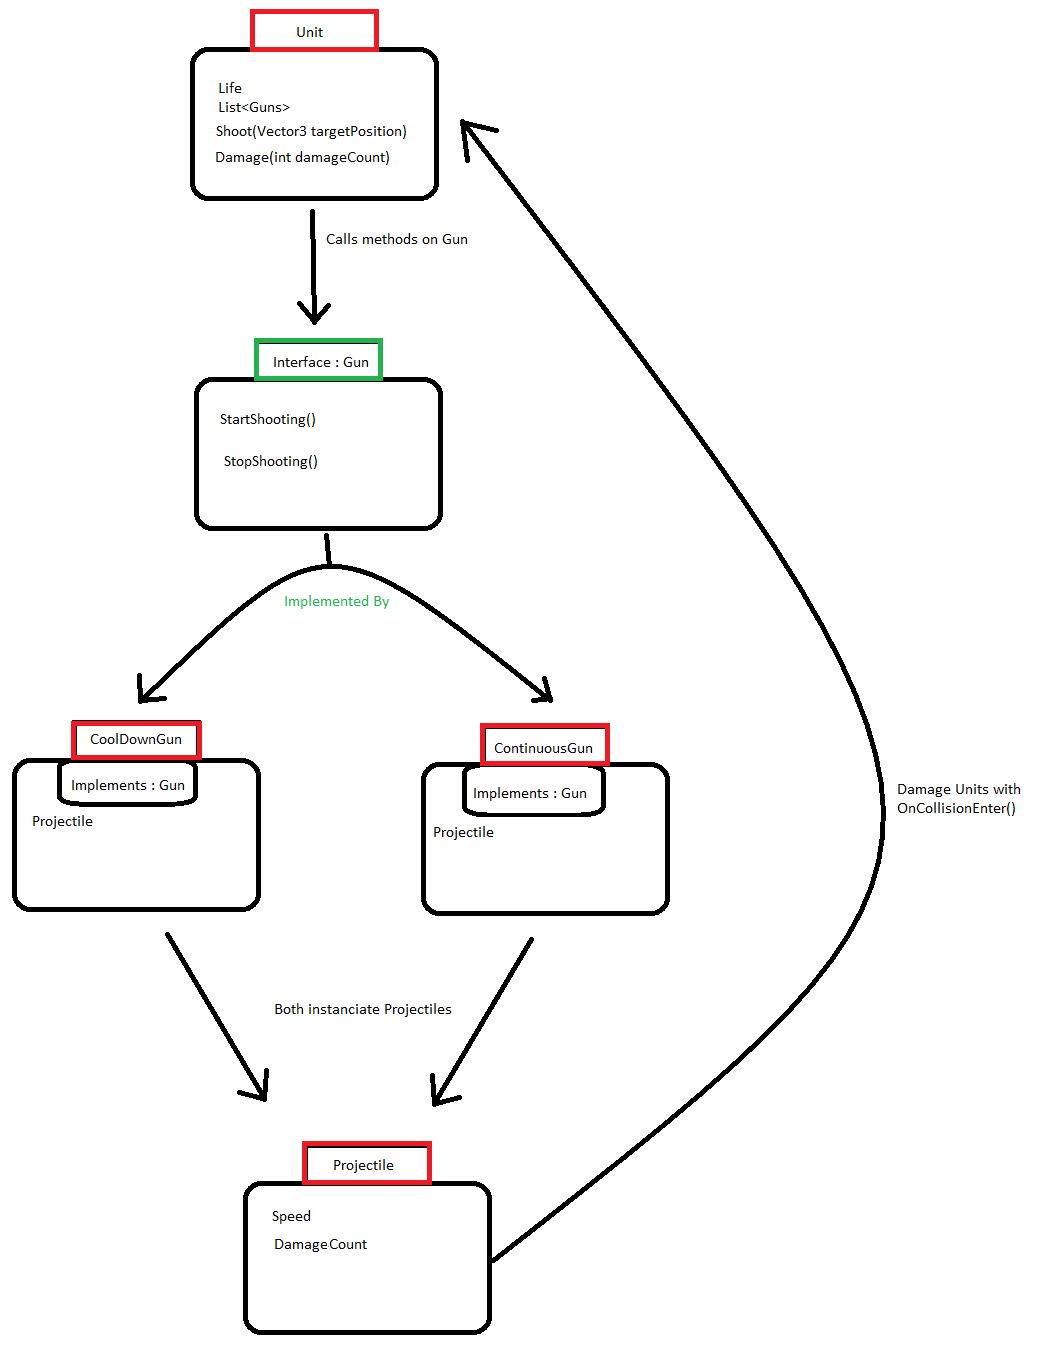 Unit
Life
List<Guns>
Shoot(Vector3 targetPosition)
Damage(int damageCount)
Calls methods on Gun
Interface : Gun
StartShooting()
StopShooting()
Implemented By
CoolDownGun
Implements : Gun
Projectile
ContinuousGun
Implements : Gun
Projectile
Damage Units with
OnCollisionEnter()
Both instanciate Projectiles
Projectile
Speed
DamageCount